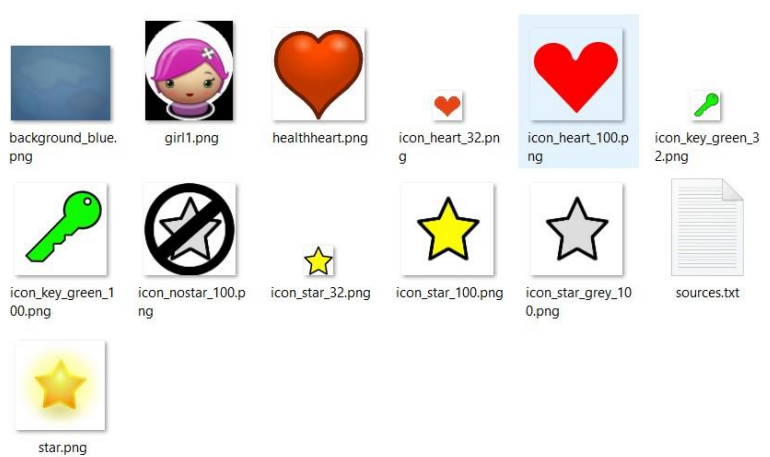 background_blue.
png
girl1.png
healthheart.png
icon_heart_32.pn
g
icon_heart_100.p
ng
icon_key_green_3
2.png
icon_key_green_1
00.png
icon_nostar_100.p
ng
icon_star_32.png
icon_star_100.png
icon_star_grey_10
0.png
sources.txt
star.png